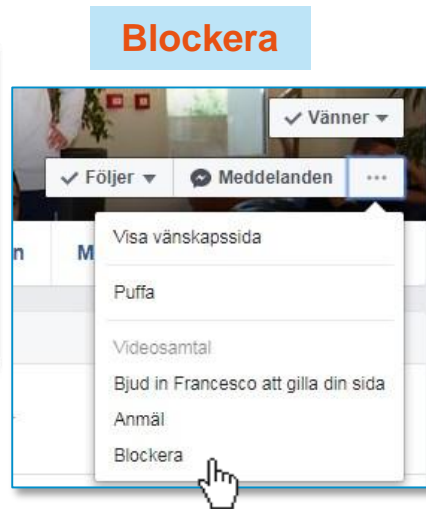 Blockera
Vänner
Följer
Meddelanden
...
n M
Visa vänskapssida
Puffa
Videosamtal
Bjud in Francesco att gilla din sida
Anmäl
Blockera